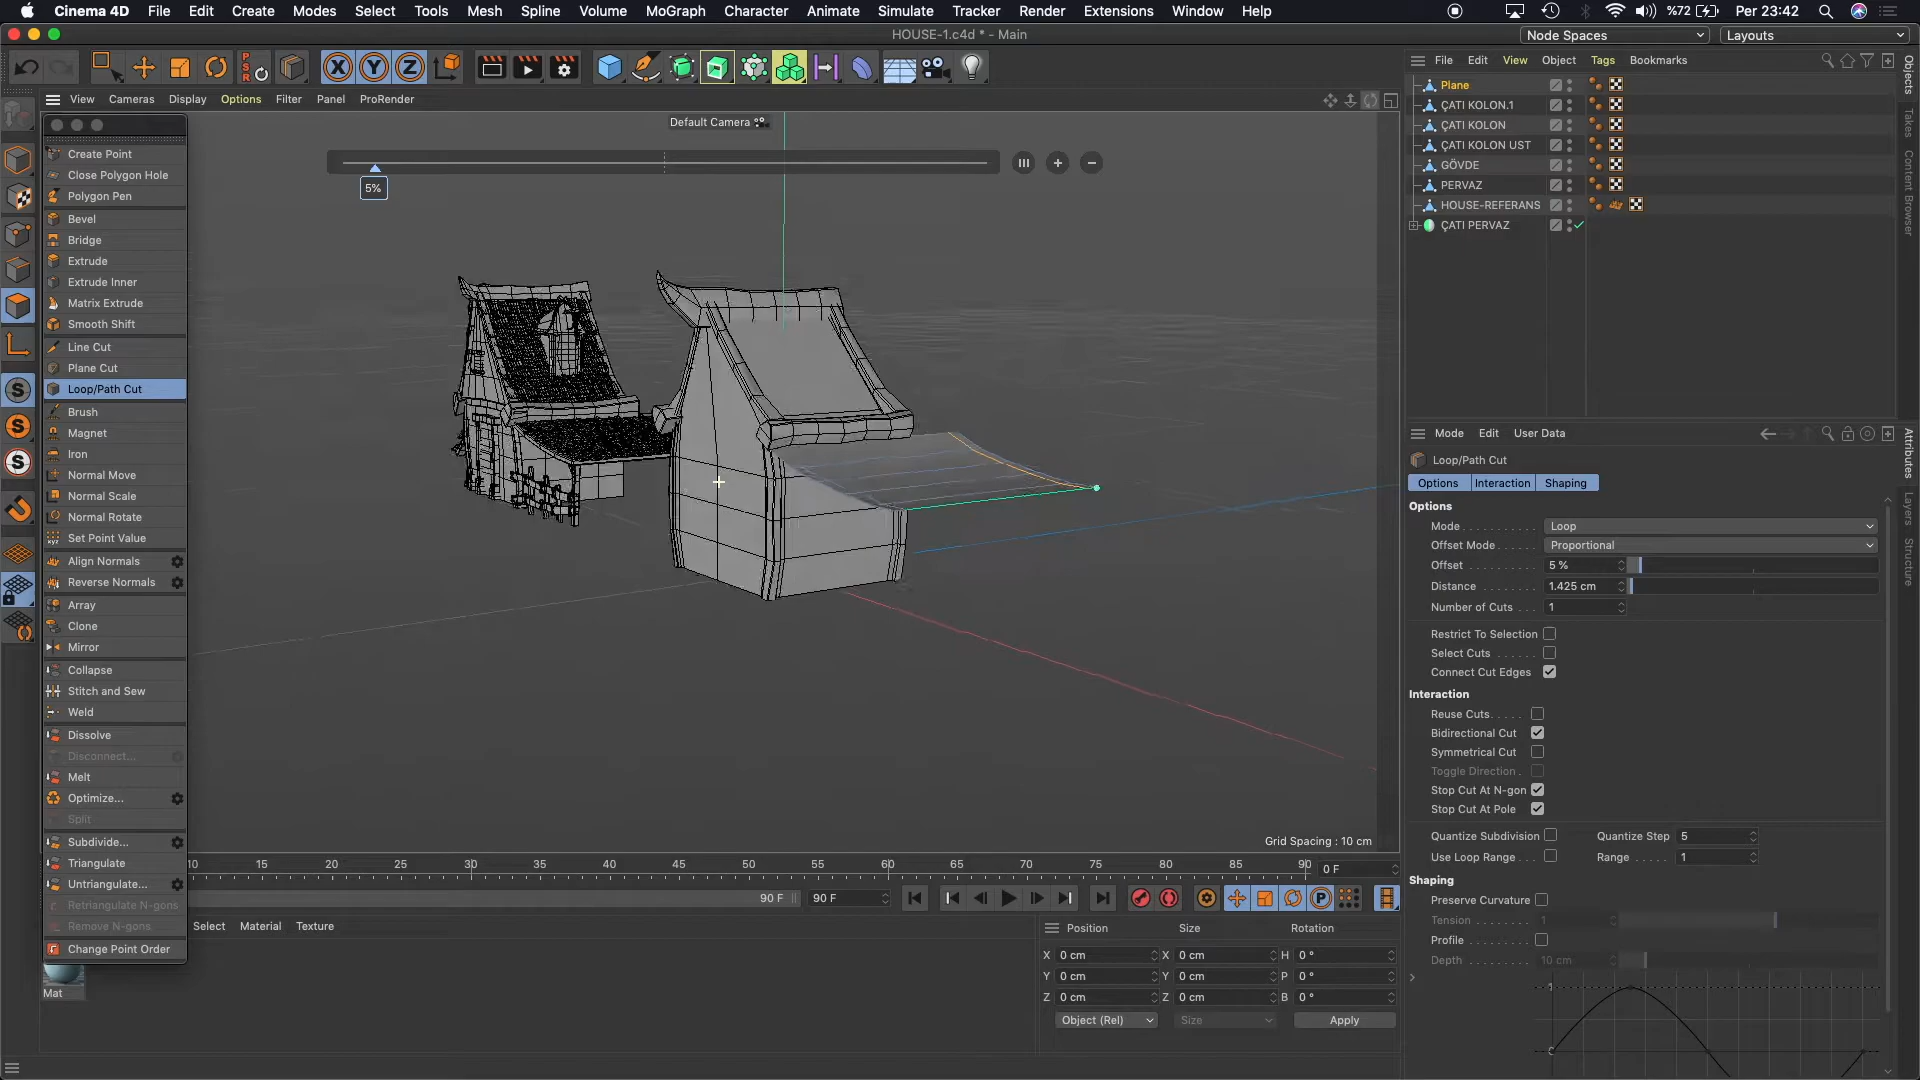 Cinema 4D File Edit Create Modes Select Tools Mesh Spline Volume MoGraph Character Animate Simulate Tracker Render Extensions Window Help %72 Per 23:42
HOUSE-1.c4d * - Main
Node Spaces Layouts
X Y Z
PSR
View Cameras Display Options Filter Panel ProRender
Default Camera
5%
Create Point
Close Polygon Hole
Polygon Pen
Bevel
Bridge
Extrude
Extrude Inner
Matrix Extrude
Smooth Shift
Line Cut
Plane Cut
Loop/Path Cut
Brush
Magnet
Iron
Normal Move
Normal Scale
Normal Rotate
Set Point Value
Align Normals
Reverse Normals
Array
Clone
Mirror
Collapse
Stitch and Sew
Weld
Dissolve
Disconnect...
Melt
Optimize...
Split
Subdivide...
Triangulate
Untriangulate...
Retriangulate N-gons
Remove N-gons
Change Point Order
S
S
S
Grid Spacing : 10 cm
10 15 20 25 30 35 40 45 50 55 60 65 70 75 80 85 90 0 F
90 F 90 F
P
Select Material Texture
Mat
Position Size Rotation
X 0 cm X 0 cm H 0 °
Y 0 cm Y 0 cm P 0 °
Z 0 cm Z 0 cm B 0 °
Object (Rel) Size Apply
File Edit View Object Tags Bookmarks
Plane
ÇATI KOLON.1
ÇATI KOLON
ÇATI KOLON UST
GÖVDE
PERVAZ
HOUSE-REFERANS
ÇATI PERVAZ
Mode Edit User Data
Loop/Path Cut
Options Interaction Shaping
Options
Mode . . . . . . . . . . Loop
Offset Mode . . . . . Proportional
Offset . . . . . . . . . 5 %
Distance . . . . . . . . 1.425 cm
Number of Cuts . . . 1
Restrict To Selection
Select Cuts . . . . . .
Connect Cut Edges
Interaction
Reuse Cuts. . . . . .
Bidirectional Cut
Symmetrical Cut
Toggle Direction .
Stop Cut At N-gon
Stop Cut At Pole
Quantize Subdivision Quantize Step 5
Use Loop Range . . Range . . . . . 1
Shaping
Preserve Curvature
Tension . . . . . . . . 1
Profile . . . . . . . . .
Depth . . . . . . . . . 10 cm
1
0
Objects
Takes
Content Browser
Attributes
Layers
Structure